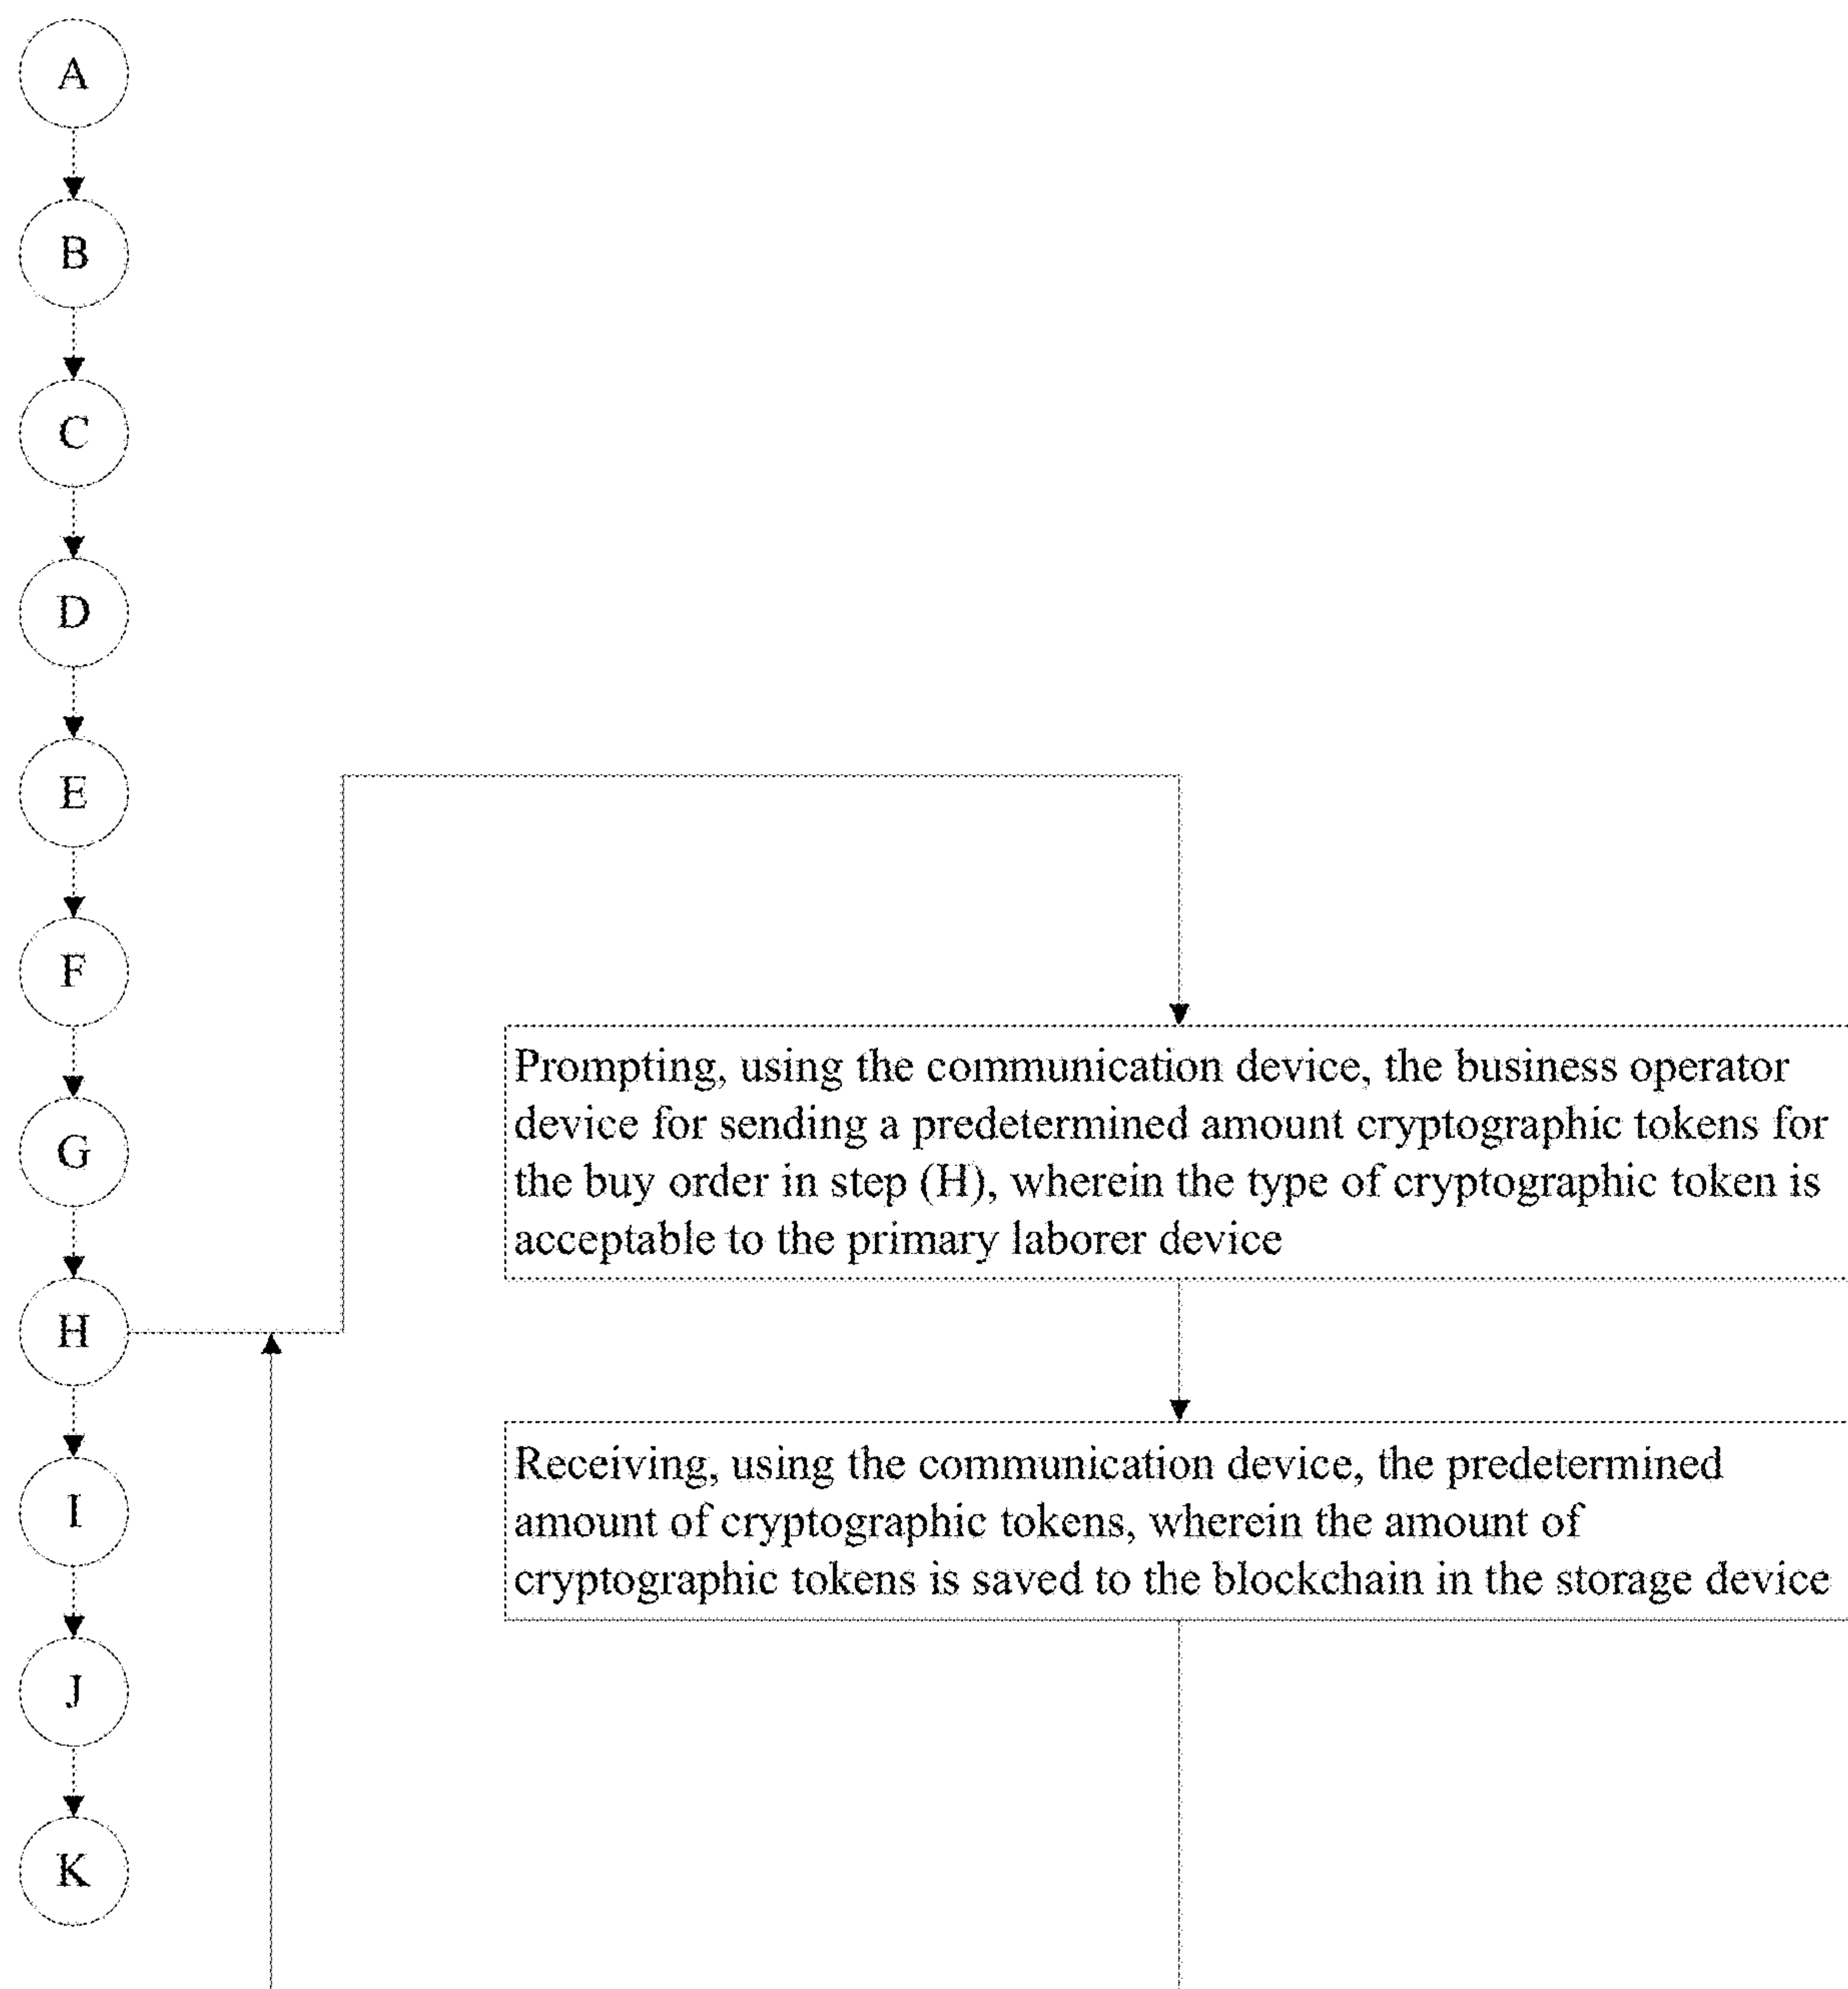 A
B
C
D
E
F
G
H
I
J
K
Prompting, using the communication device, the business operator
device for sending a predetermined amount cryptographic tokens for
the buy order in step (H), wherein the type of cryptographic token is
acceptable to the primary laborer device
Receiving, using the communication device, the predetermined
amount of cryptographic tokens, wherein the amount of
cryptographic tokens is saved to the blockchain in the storage device